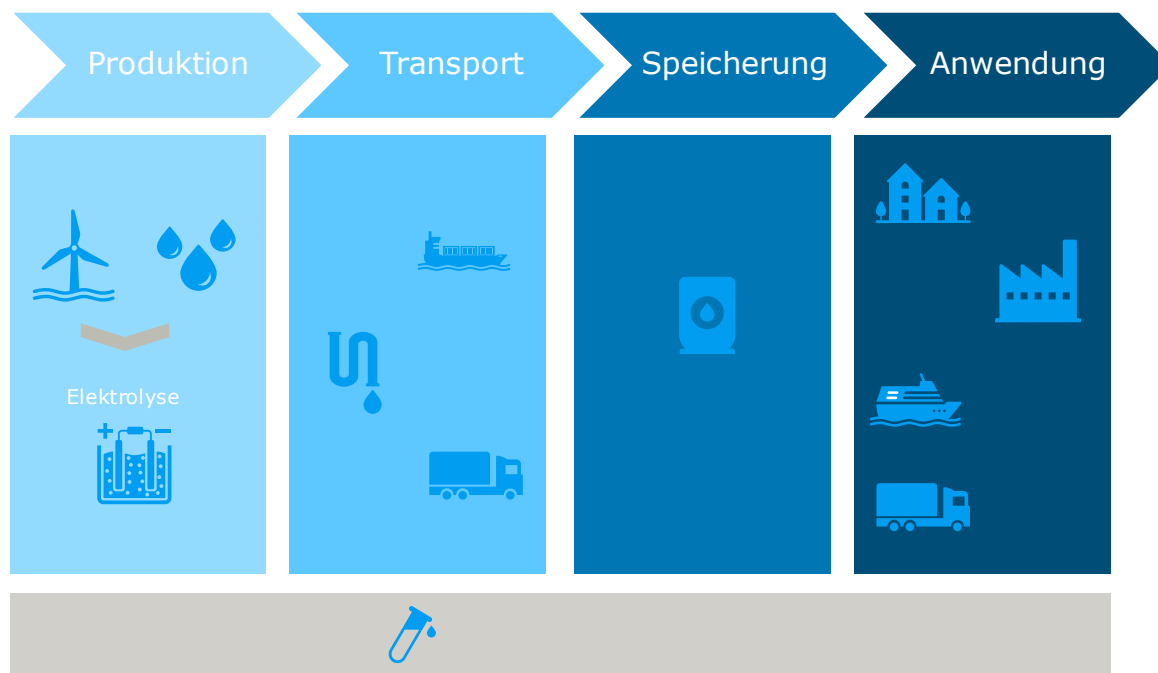 Produktion
Transport
Speicherung
Anwendung
Elektrolyse